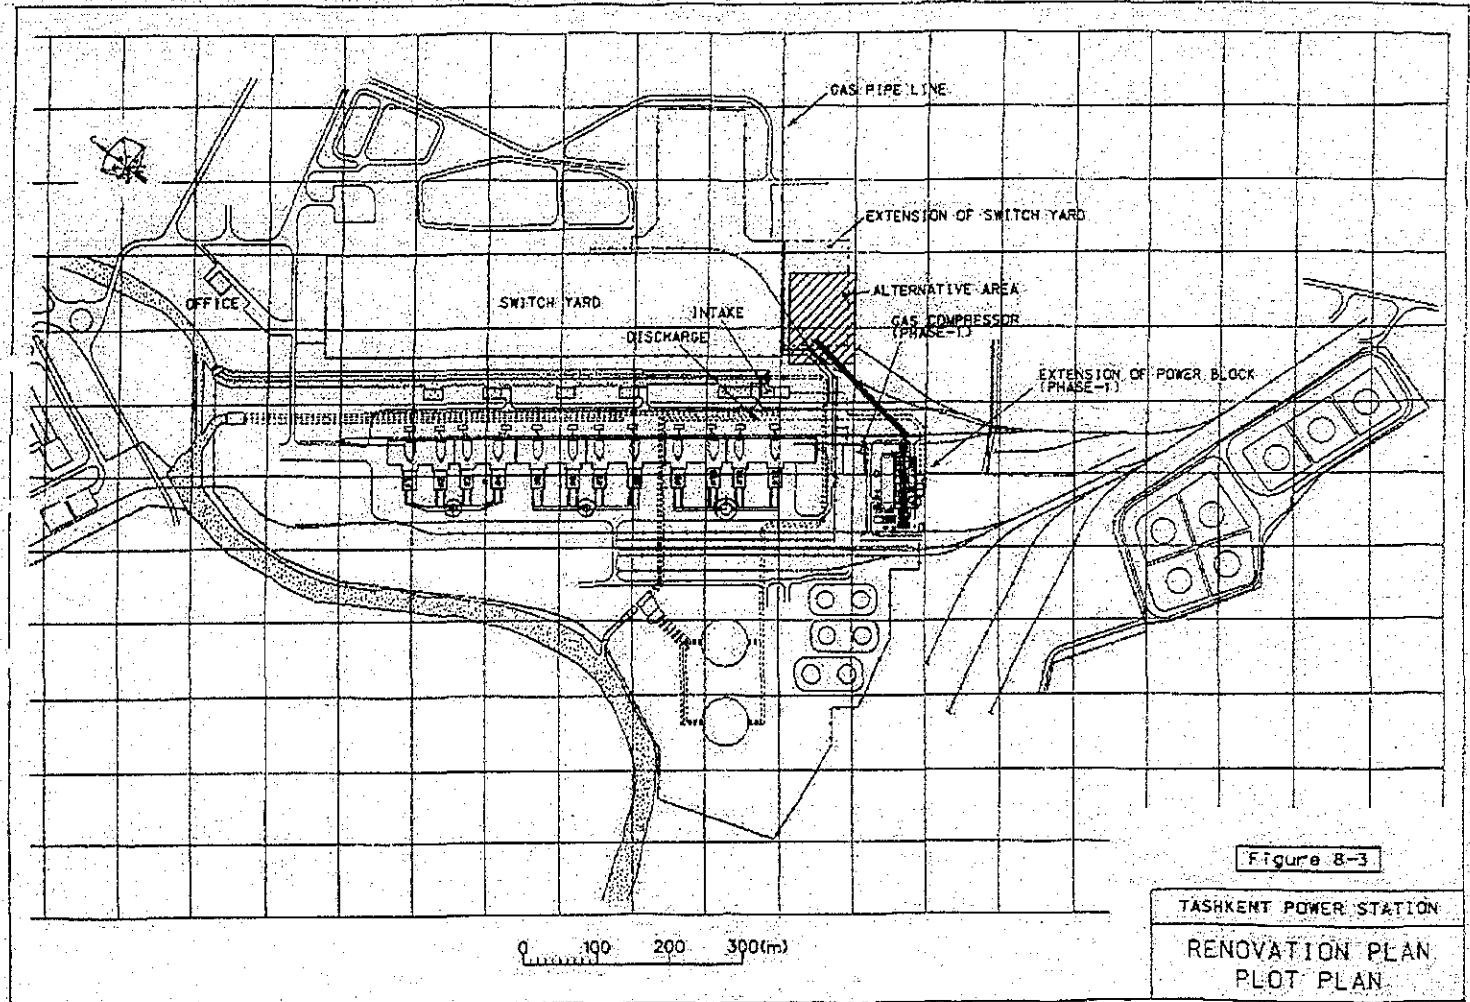 GAS PIPE LINE
EXTENSION OF SWITCH YARD
ALTERNATIVE AREA
GAS COMPRESSOR
(PHASE-1)
EXTENSION OF POWER BLOCK
(PHASE-1)
OFFICE
SWITCH YARD
INTAKE
DISCHARGE
Figure 8-3
TASHKENT POWER STATION
RENOVATION PLAN
PLOT PLAN
0 100 200 300(m)